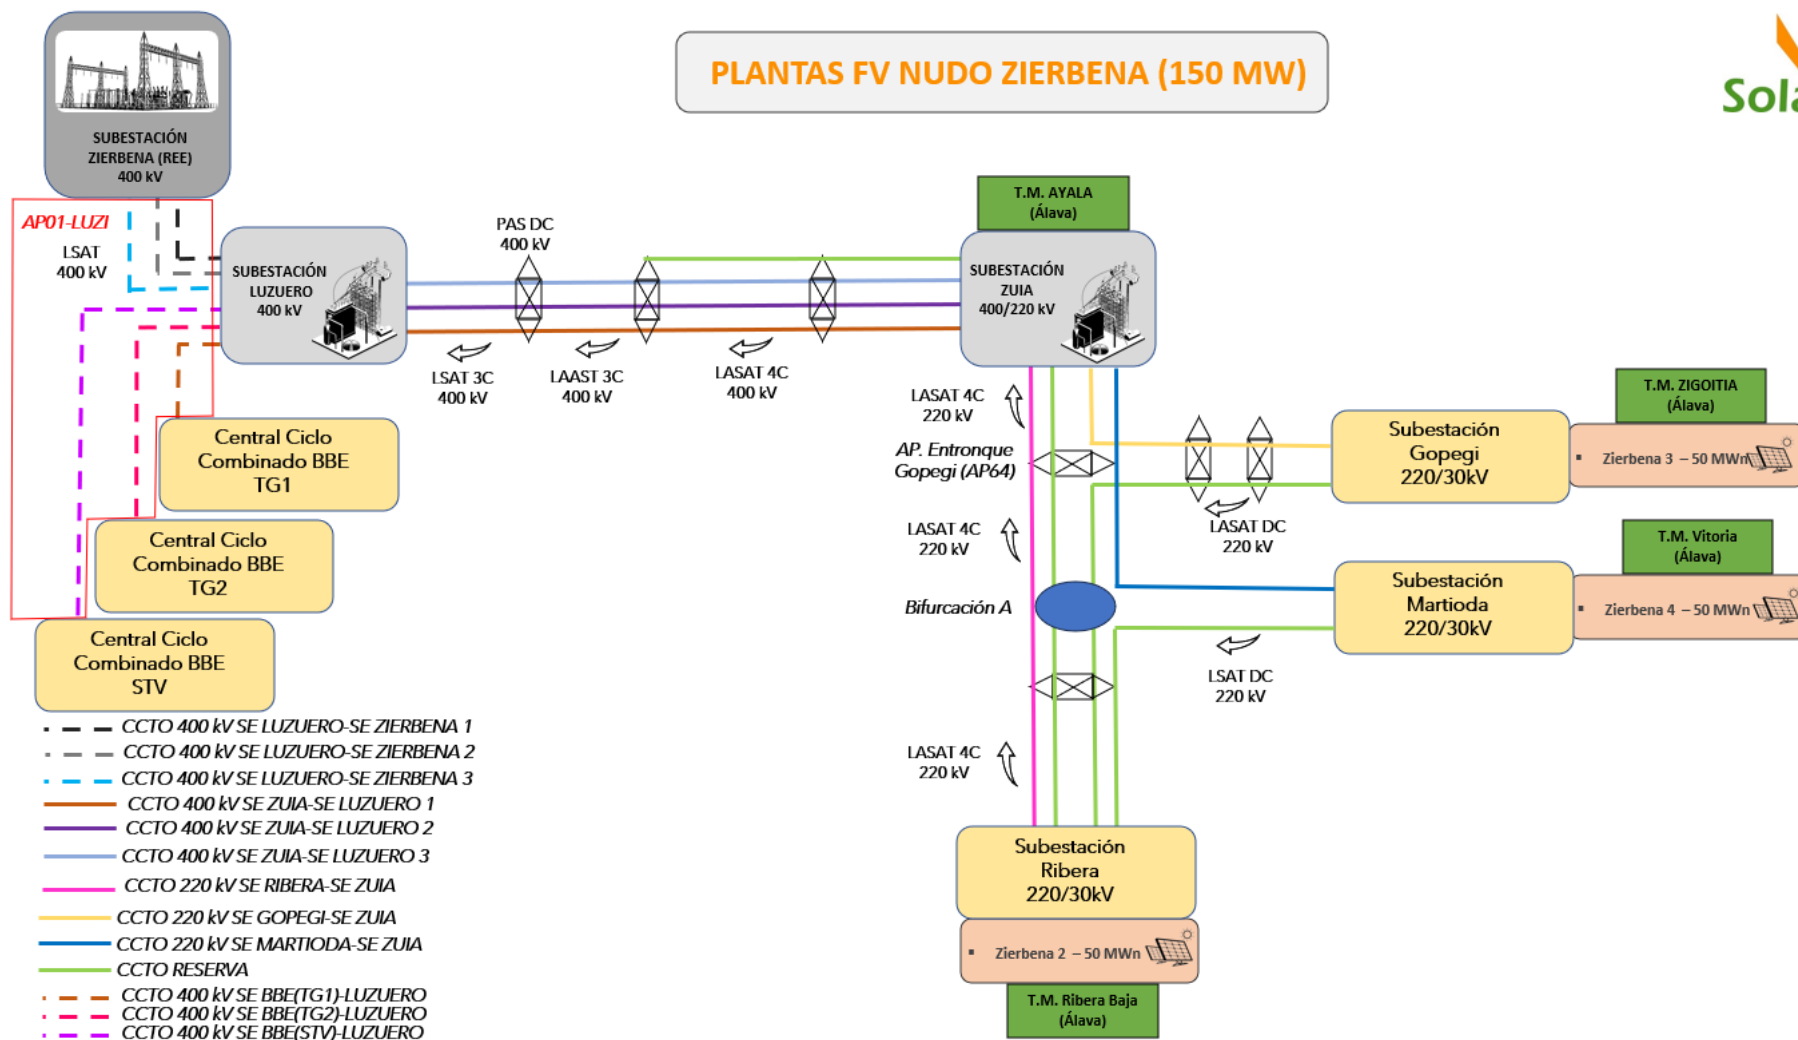 PLANTAS FV NUDO ZIERBENA (150 MW)
SUBESTACIÓN
ZIERBENA (REE)
400 kV
AP01-LUZI
LSAT
400 kV
SUBESTACIÓN
LUZUERO
400 kV
PAS DC
400 kV
LSAT 3C
400 kV
LAAST 3C
400 kV
LASAT 4C
400 kV
T.M. AYALA
(Álava)
SUBESTACIÓN
ZUIA
400/220 kV
LASAT 4C
220 kV
AP. Entronque
Gopegi (AP64)
LASAT 4C
220 kV
Bifurcación A
LASAT 4C
220 kV
LASAT DC
220 kV
LSAT DC
220 kV
T.M. ZIGOITIA
(Álava)
Subestación
Gopegi
220/30kV
Zierbena 3 – 50 MWn
T.M. Vitoria
(Álava)
Subestación
Martioda
220/30kV
Zierbena 4 – 50 MWn
Subestación
Ribera
220/30kV
Zierbena 2 – 50 MWn
T.M. Ribera Baja
(Álava)
Central Ciclo
Combinado BBE
TG1
Central Ciclo
Combinado BBE
TG2
Central Ciclo
Combinado BBE
STV
CCTO 400 kV SE LUZUERO-SE ZIERBENA 1
CCTO 400 kV SE LUZUERO-SE ZIERBENA 2
CCTO 400 kV SE LUZUERO-SE ZIERBENA 3
CCTO 400 kV SE ZUIA-SE LUZUERO 1
CCTO 400 kV SE ZUIA-SE LUZUERO 2
CCTO 400 kV SE ZUIA-SE LUZUERO 3
CCTO 220 kV SE RIBERA-SE ZUIA
CCTO 220 kV SE GOPEGI-SE ZUIA
CCTO 220 kV SE MARTIODA-SE ZUIA
CCTO RESERVA
CCTO 400 kV SE BBE(TG1)-LUZUERO
CCTO 400 kV SE BBE(TG2)-LUZUERO
CCTO 400 kV SE BBE(STV)-LUZUERO